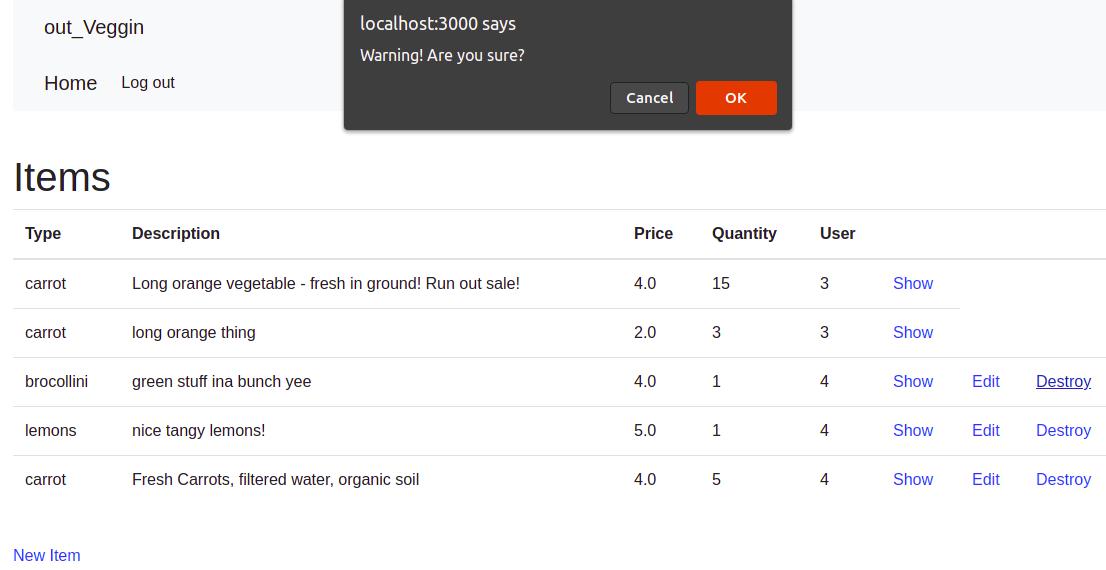 out_Veggin
localhost:3000 says
Warning! Are you sure?
Cancel OK
Home Log out
Items
Type Description Price Quantity User
carrot Long orange vegetable - fresh in ground! Run out sale! 4.0 15 3 Show
carrot long orange thing 2.0 3 3 Show
brocollini green stuff ina bunch yee 4.0 1 4 Show Edit Destroy
lemons nice tangy lemons! 5.0 1 4 Show Edit Destroy
carrot Fresh Carrots, filtered water, organic soil 4.0 5 4 Show Edit Destroy
New Item